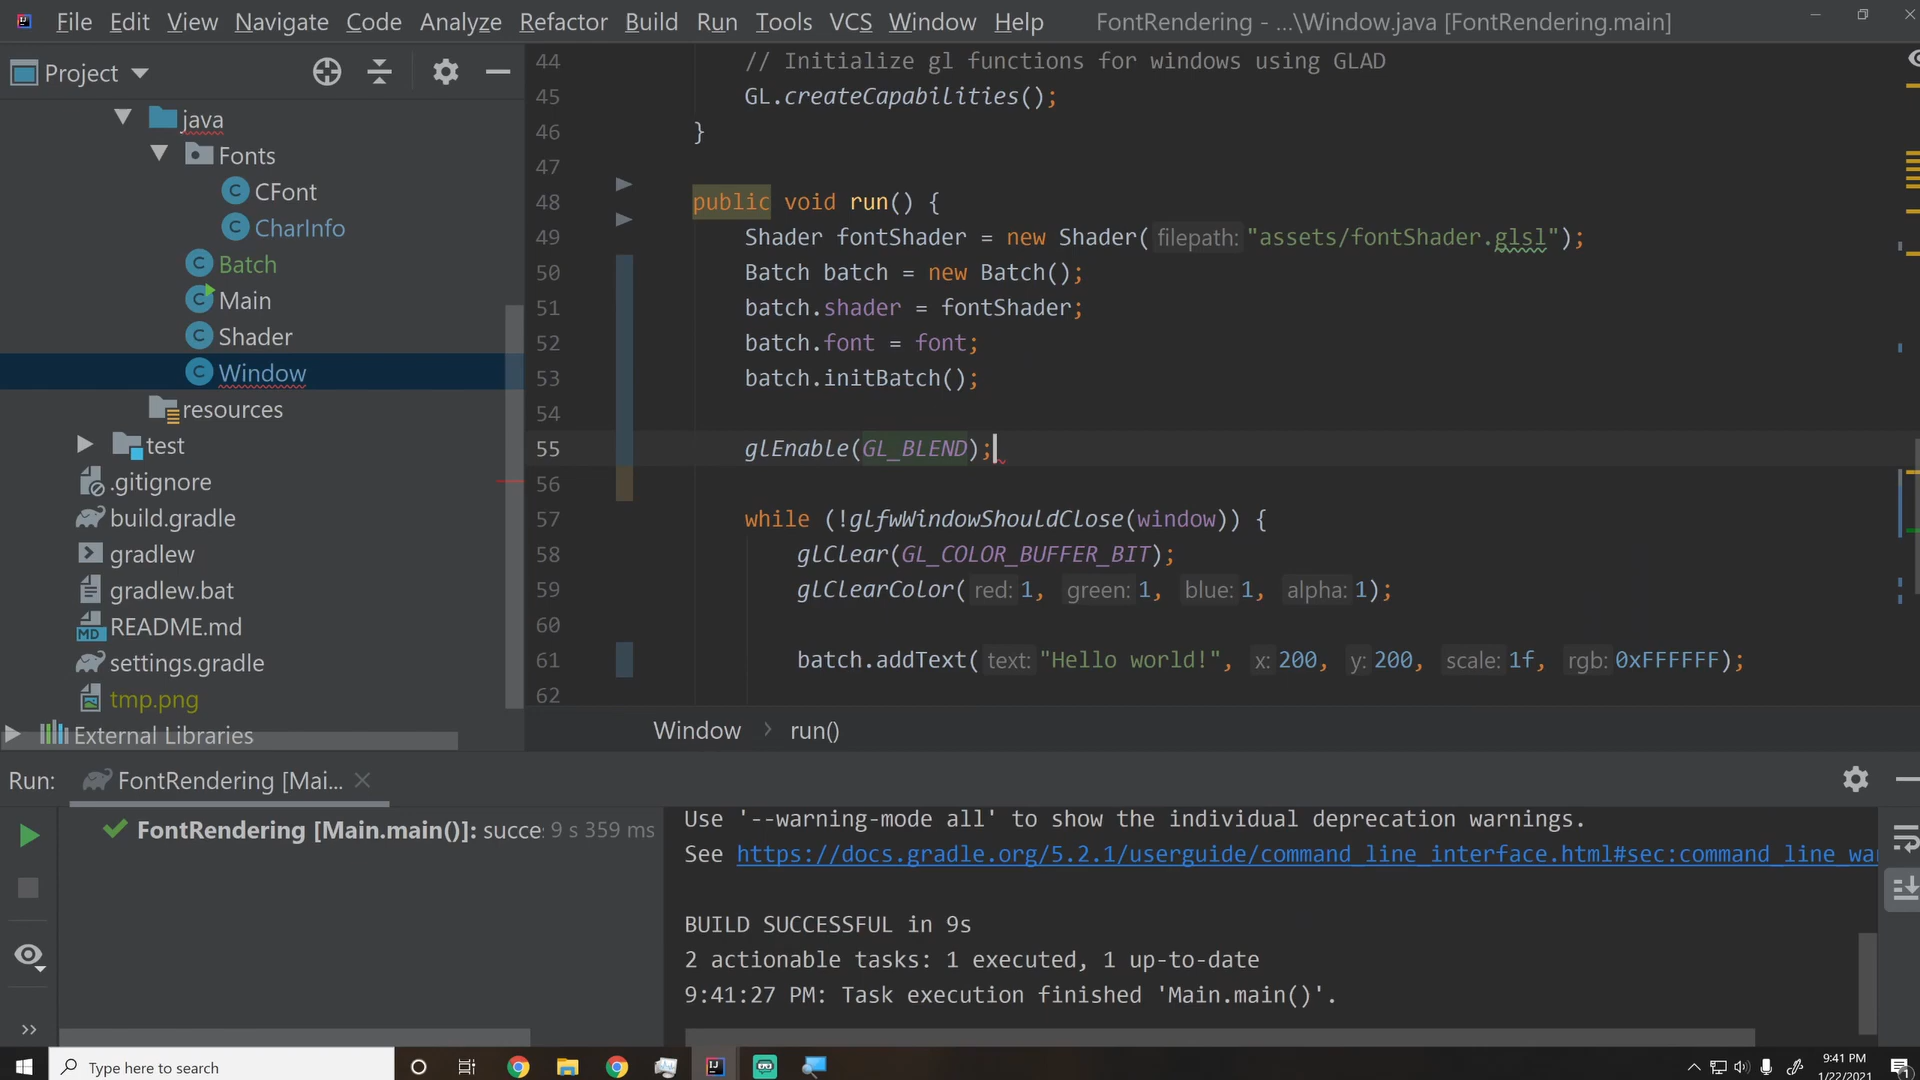 File Edit View Navigate Code Analyze Refactor Build Run Tools VCS Window Help FontRendering - ...\Window.java [FontRendering.main]
Project
java
Fonts
CFont
CharInfo
Batch
Main
Shader
Window
resources
test
.gitignore
build.gradle
gradlew
gradlew.bat
README.md
settings.gradle
tmp.png
External Libraries
44 // Initialize gl functions for windows using GLAD
45 GL.createCapabilities();
46 }
47
48 public void run() {
49 Shader fontShader = new Shader( filepath: "assets/fontShader.glsl");
50 Batch batch = new Batch();
51 batch.shader = fontShader;
52 batch.font = font;
53 batch.initBatch();
54
55 glEnable(GL_BLEND);
56
57 while (!glfwWindowShouldClose(window)) {
58 glClear(GL_COLOR_BUFFER_BIT);
59 glClearColor( red: 1, green: 1, blue: 1, alpha: 1);
60
61 batch.addText( text: "Hello world!", x: 200, y: 200, scale: 1f, rgb: 0xFFFFFF);
62
Window › run()
Run: FontRendering [Mai...
FontRendering [Main.main()]: succe: 9 s 359 ms
Use '--warning-mode all' to show the individual deprecation warnings.
See https://docs.gradle.org/5.2.1/userguide/command_line_interface.html#sec:command_line_wa
BUILD SUCCESSFUL in 9s
2 actionable tasks: 1 executed, 1 up-to-date
9:41:27 PM: Task execution finished 'Main.main()'.
Type here to search
9:41 PM
1/22/2021